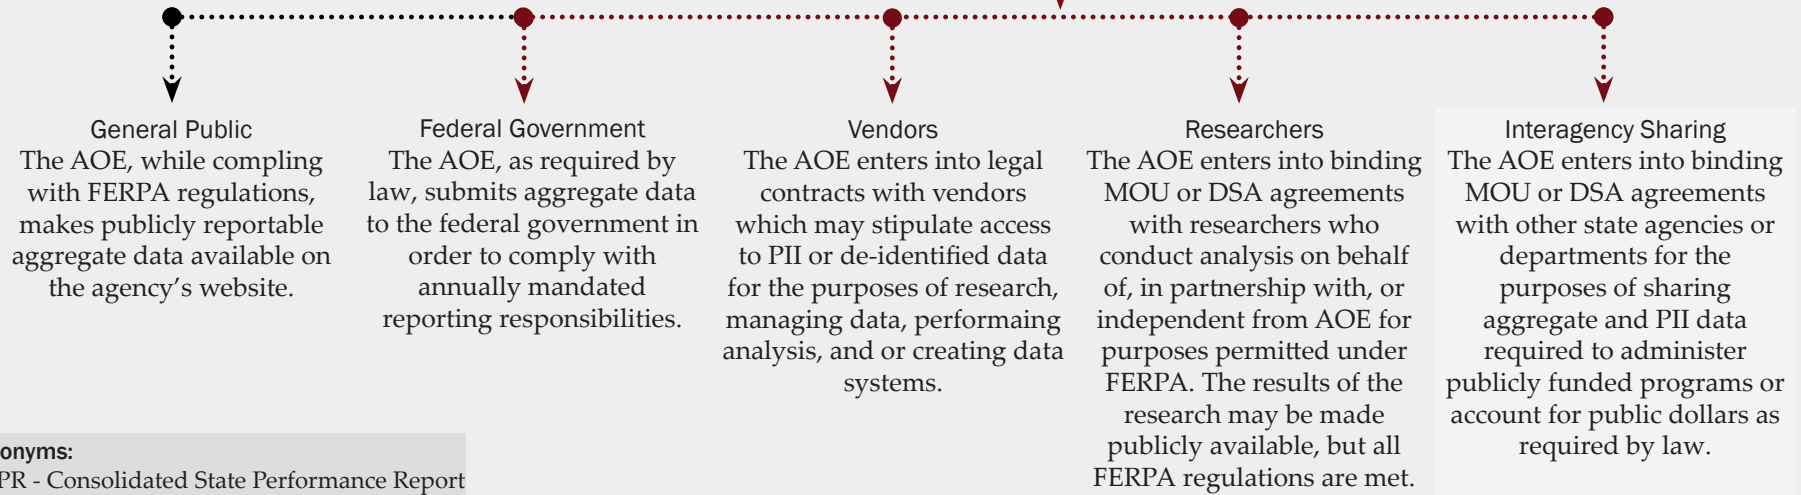 General Public
The AOE, while compling
with FERPA regulations,
makes publicly reportable
aggregate data available on
the agency's website.
Federal Government
The AOE, as required by
law, submits aggregate data
to the federal government in
order to comply with
annually mandated
reporting responsibilities.
Vendors
The AOE enters into legal
contracts with vendors
which may stipulate access
to PII or de-identified data
for the purposes of research,
managing data, performaing
analysis, and or creating data
systems.
Researchers
The AOE enters into binding
MOU or DSA agreements
with researchers who
conduct analysis on behalf
of, in partnership with, or
independent from AOE for
purposes permitted under
FERPA. The results of the
research may be made
publicly available, but all
FERPA regulations are met.
Interagency Sharing
The AOE enters into binding
MOU or DSA agreements
with other state agencies or
departments for the
purposes of sharing
aggregate and PII data
required to administer
publicly funded programs or
account for public dollars as
required by law.
onyms:
PR - Consolidated State Performance Report